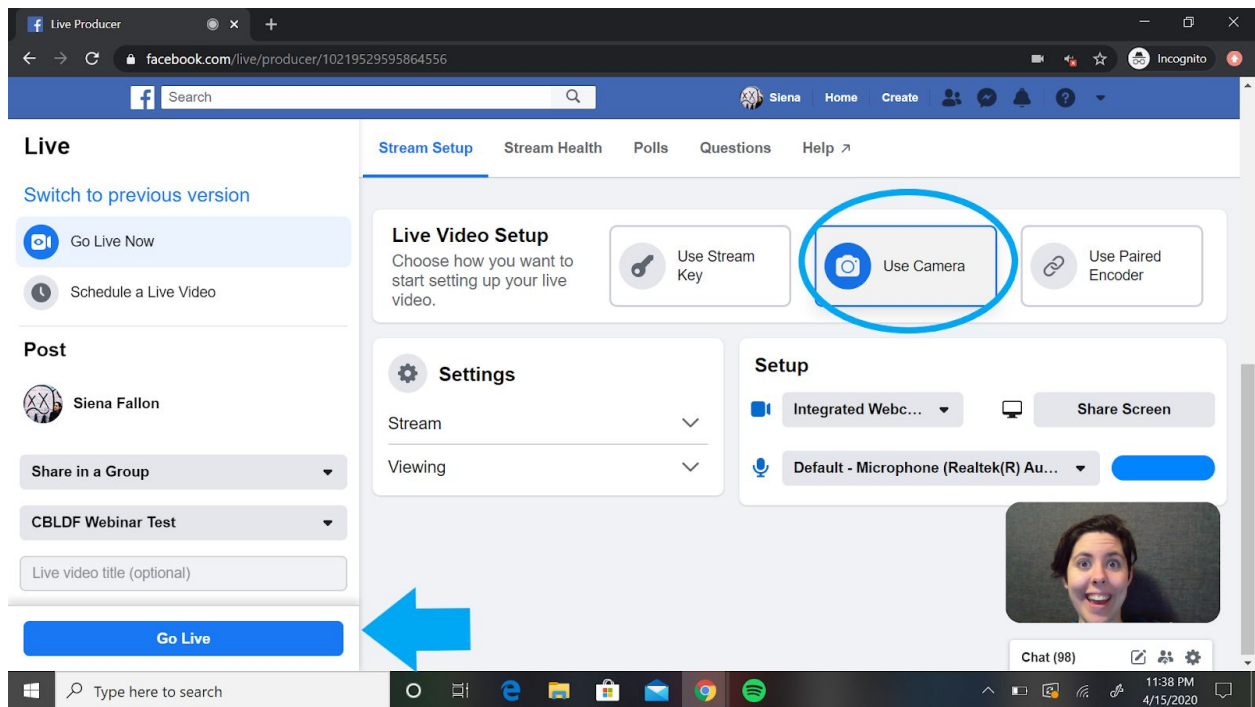 Live Producer
facebook.com/live/producer/10219529595864556
Incognito
Search
Siena
Home
Create
Live
Switch to previous version
Go Live Now
Schedule a Live Video
Post
Siena Fallon
Share in a Group
CBLDF Webinar Test
Live video title (optional)
Go Live
Stream Setup
Stream Health
Polls
Questions
Help
Live Video Setup
Choose how you want to
start setting up your live
video.
Use Stream
Key
Use Camera
Use Paired
Encoder
Settings
Stream
Viewing
Setup
Integrated Webc...
Share Screen
Default - Microphone (Realtek(R) Au...
Chat (98)
Type here to search
11:38 PM
4/15/2020